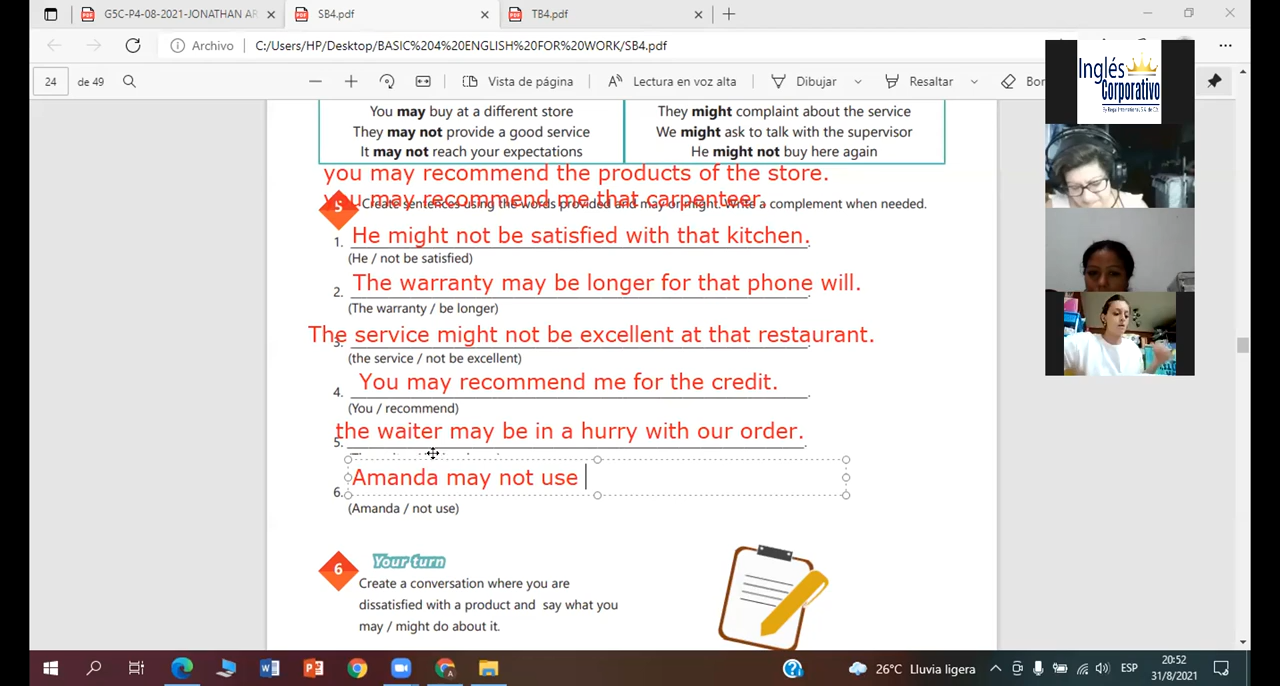 G5C-P4-08-2021-JONATHAN AR
SB4.pdf
TB4.pdf
Archivo
C:/Users/HP/Desktop/BASIC%204%20ENGLISH%20FOR%20WORK/SB4.pdf
24
de 49
Vista de página
Lectura en voz alta
Dibujar
Resaltar
Bor
You may buy at a different store
They may not provide a good service
It may not reach your expectations
They might complaint about the service
We might ask to talk with the supervisor
He might not buy here again
you may recommend the products of the store.
you may recommend me that carpenteer.
5
Create sentences using the words provided and may or might. Write a complement when needed.
1.
He might not be satisfied with that kitchen.
(He / not be satisfied)
2.
The warranty may be longer for that phone will.
(The warranty / be longer)
3.
The service might not be excellent at that restaurant.
(the service / not be excellent)
4.
You may recommend me for the credit.
(You / recommend)
5.
the waiter may be in a hurry with our order.
6.
Amanda may not use
(Amanda / not use)
6
Your turn
Create a conversation where you are
dissatisfied with a product and say what you
may / might do about it.
Inglés
Corporativo
26°C Lluvia ligera
ESP
20:52
31/8/2021